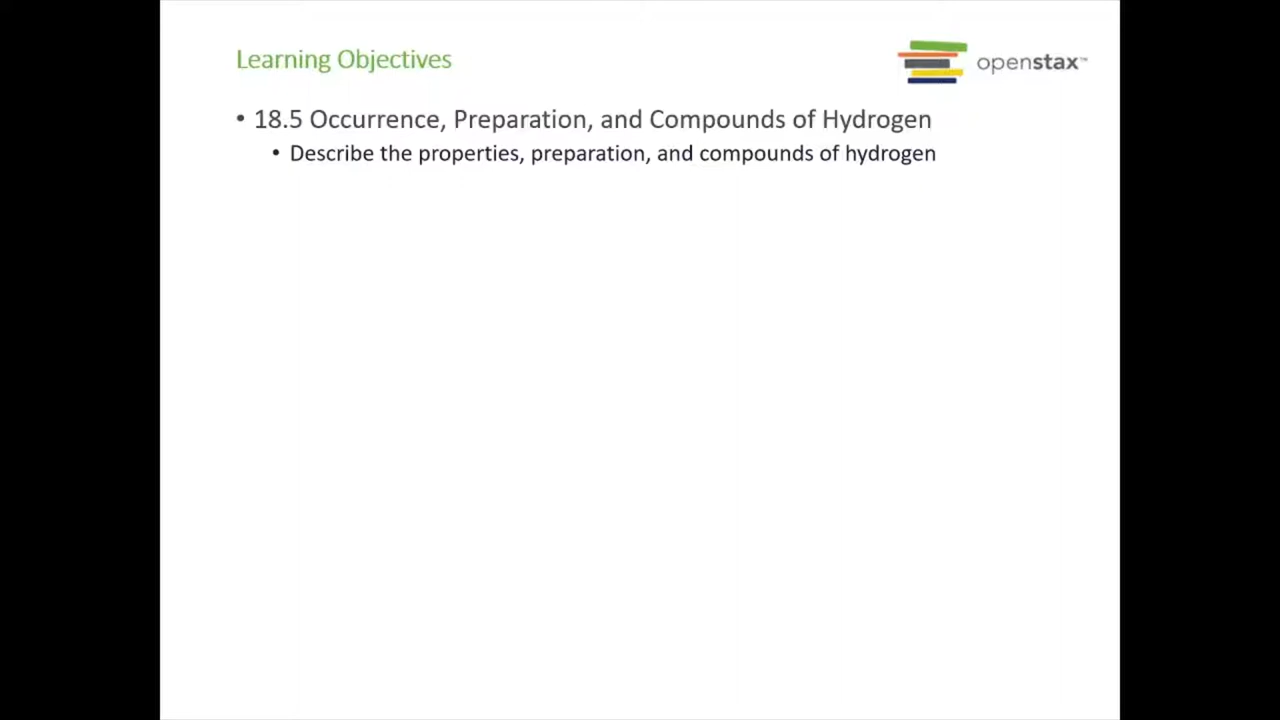 Learning Objectives
openstax™
• 18.5 Occurrence, Preparation, and Compounds of Hydrogen
• Describe the properties, preparation, and compounds of hydrogen